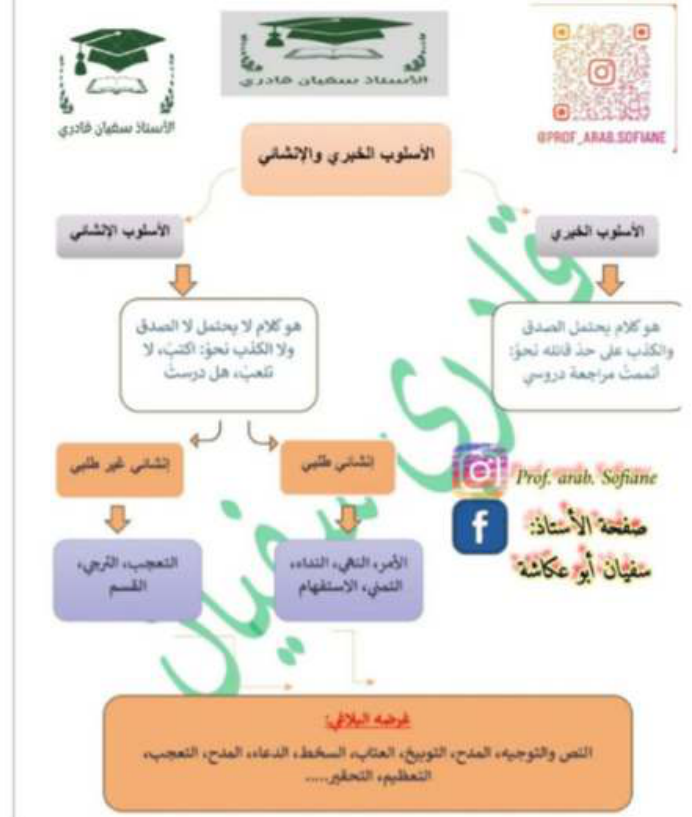 الأستاذ سفيان قادري
الأستاذ سفيان قادري
@PROF_ARAB.SOFIANE
الأسلوب الخبري والإنشائي
الأسلوب الخبري
الأسلوب الإنشائي
هو كلام يحتمل الصدق
والكذب على حدّ قائله نحوَ:
أتممتُ مراجعة دروسي
هو كلام لا يحتمل لا الصدق
ولا الكذب نحوَ: اكتبْ، لا
تلعبْ، هل درستَ
إنشائي طلبي
إنشائي غير طلبي
الأمر، النهي، النداء،
التمني، الاستفهام
التعجب، الترجي،
القسم
Prof. arab. Sofiane
صفحة الأستاذ:
سفيان أبو عكاشة
قادري سفيان
غرضه البلاغي:
النص والتوجيه، المدح، التوبيخ، العتاب، السخط، الدعاء، المدح، التعجب،
التعظيم، التحقير.....